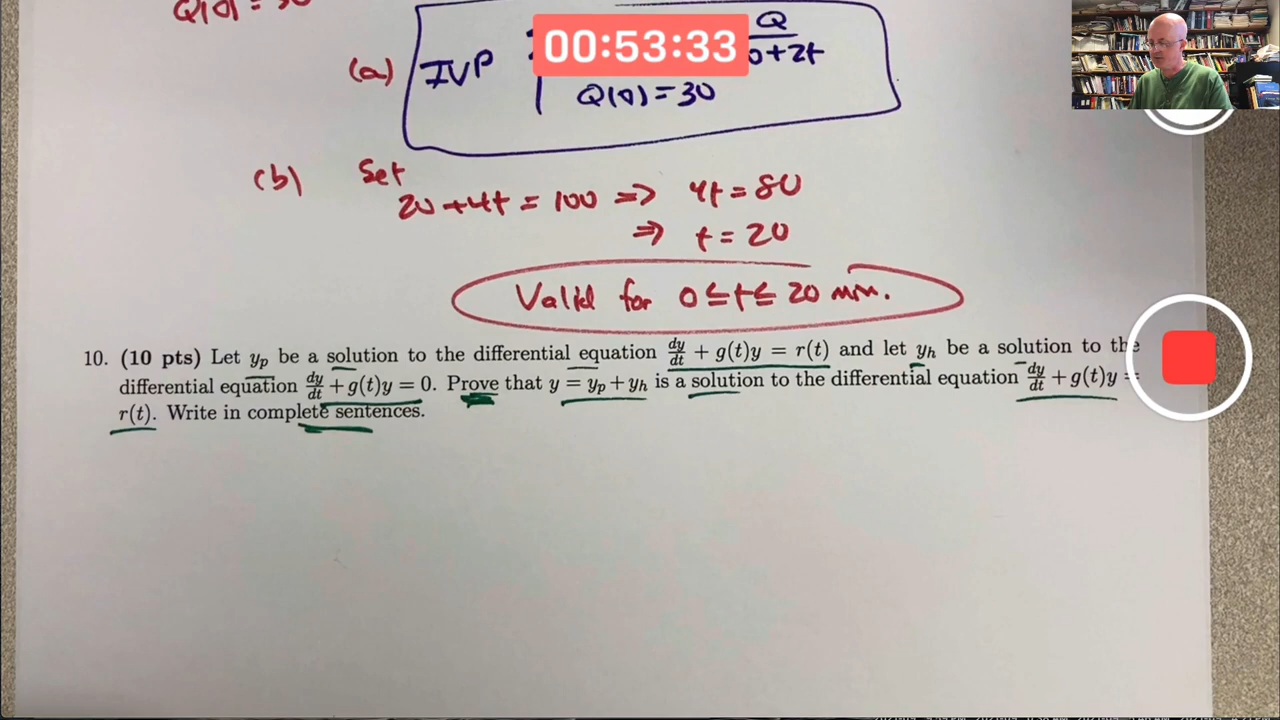 Q(0) = 30
Q
(a) IVP 00:53:33 0+2t
Q(0)=30
(b) Set
20+4t = 100 => 4t = 80
=> t = 20
Valid for 0 ≤ t ≤ 20 min.
10. (10 pts) Let y_p be a solution to the differential equation dy/dt + g(t)y = r(t) and let y_h be a solution to the
differential equation dy/dt + g(t)y = 0. Prove that y = y_p + y_h is a solution to the differential equation dy/dt + g(t)y =
r(t). Write in complete sentences.